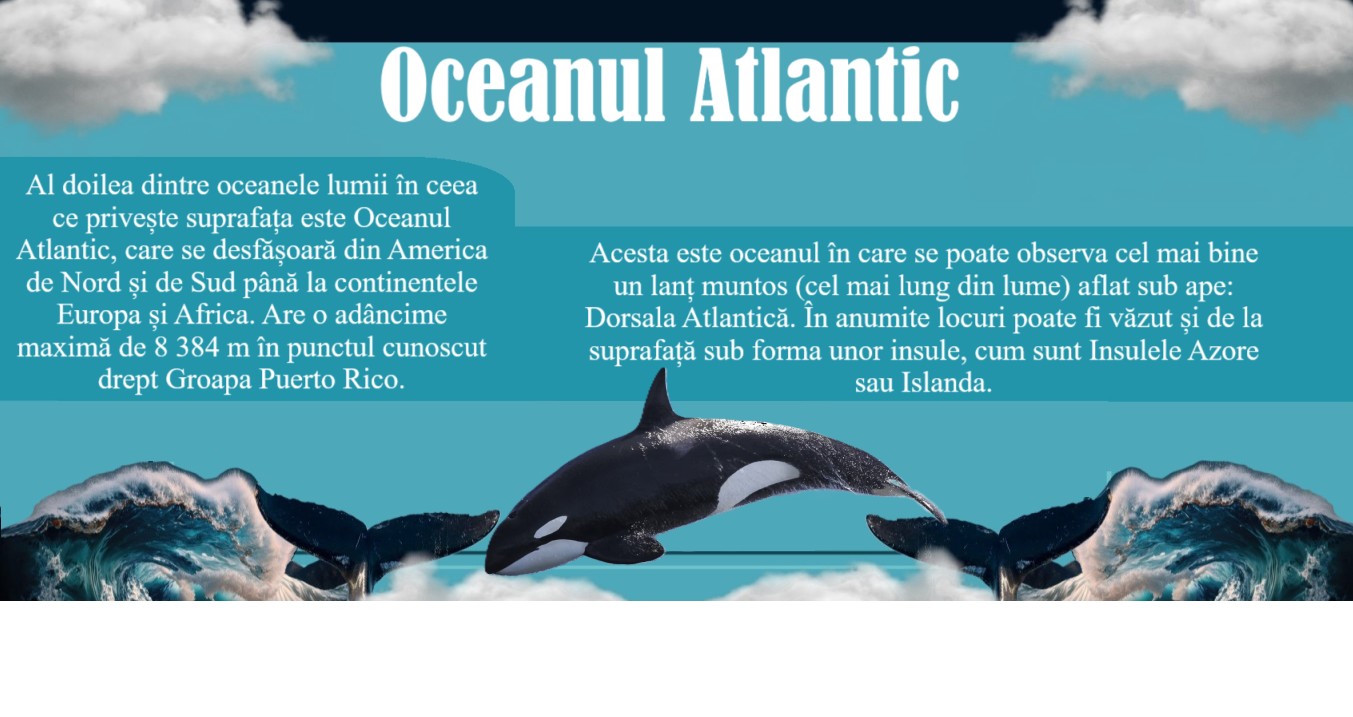 Oceanul Atlantic
Al doilea dintre oceanele lumii în ceea
ce privește suprafața este Oceanul
Atlantic, care se desfășoară din America
de Nord și de Sud până la continentele
Europa și Africa. Are o adâncime
maximă de 8 384 m în punctul cunoscut
drept Groapa Puerto Rico.
Acesta este oceanul în care se poate observa cel mai bine
un lanț muntos (cel mai lung din lume) aflat sub ape:
Dorsala Atlantică. În anumite locuri poate fi văzut și de la
suprafață sub forma unor insule, cum sunt Insulele Azore
sau Islanda.